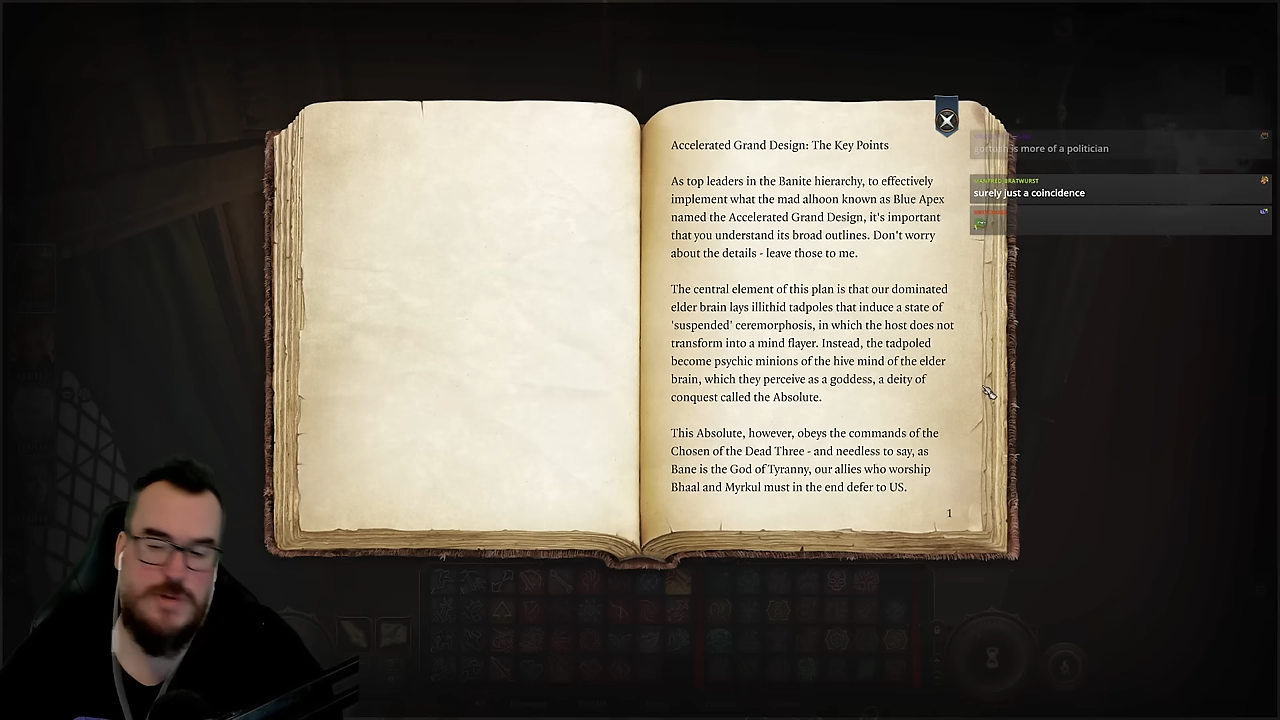 Accelerated Grand Design: The Key Points
As top leaders in the Banite hierarchy, to effectively
implement what the mad alhoon known as Blue Apex
named the Accelerated Grand Design, it's important
that you understand its broad outlines. Don't worry
about the details - leave those to me.
The central element of this plan is that our dominated
elder brain lays illithid tadpoles that induce a state of
'suspended' ceremorphosis, in which the host does not
transform into a mind flayer. Instead, the tadpoled
become psychic minions of the hive mind of the elder
brain, which they perceive as a goddess, a deity of
conquest called the Absolute.
This Absolute, however, obeys the commands of the
Chosen of the Dead Three - and needless to say, as
Bane is the God of Tyranny, our allies who worship
Bhaal and Myrkul must in the end defer to US.
1
gortash is more of a politician
MANFRED_BRATWURST
surely just a coincidence